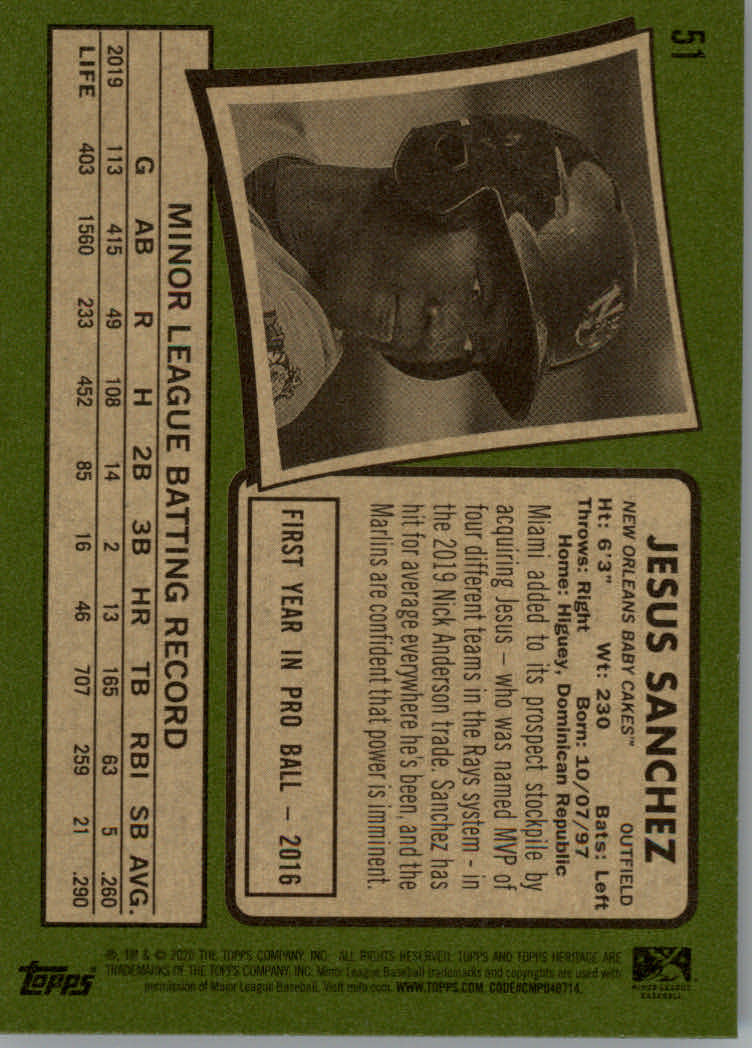 51
JESUS SANCHEZ
NEW ORLEANS BABY CAKES™ OUTFIELD
Ht: 6'3" Wt: 230 Bats: Left
Throws: Right Born: 10/07/97
Home: Higuey, Dominican Republic
Miami added to its prospect stockpile by
acquiring Jesus – who was named MVP of
four different teams in the Rays system - in
the 2019 Nick Anderson trade. Sanchez has
hit for average everywhere he's been, and the
Marlins are confident that power is imminent.
FIRST YEAR IN PRO BALL – 2016
MINOR LEAGUE BATTING RECORD
G AB R H 2B 3B HR TB RBI SB AVG.
2019 113 415 49 108 14 2 13 165 63 5 .260
LIFE 403 1560 233 452 85 16 46 707 259 21 .290
MINOR LEAGUE
BASEBALL
®, TM & © 2020 THE TOPPS COMPANY, INC. ALL RIGHTS RESERVED. TOPPS AND TOPPS HERITAGE ARE
TRADEMARKS OF THE TOPPS COMPANY, INC. Minor League Baseball trademarks and copyrights are used with
permission of Major League Baseball. Visit milb.com. WWW.TOPPS.COM. CODE#CMP048714.
topps®